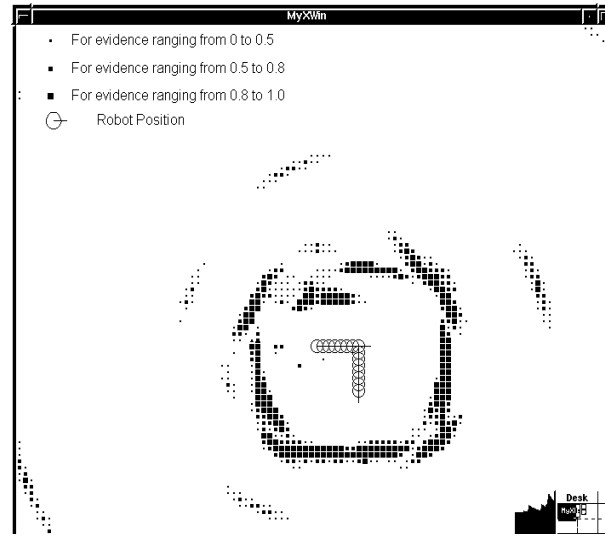 MyXWin
For evidence ranging from 0 to 0.5
For evidence ranging from 0.5 to 0.8
For evidence ranging from 0.8 to 1.0
Robot Position
Desk